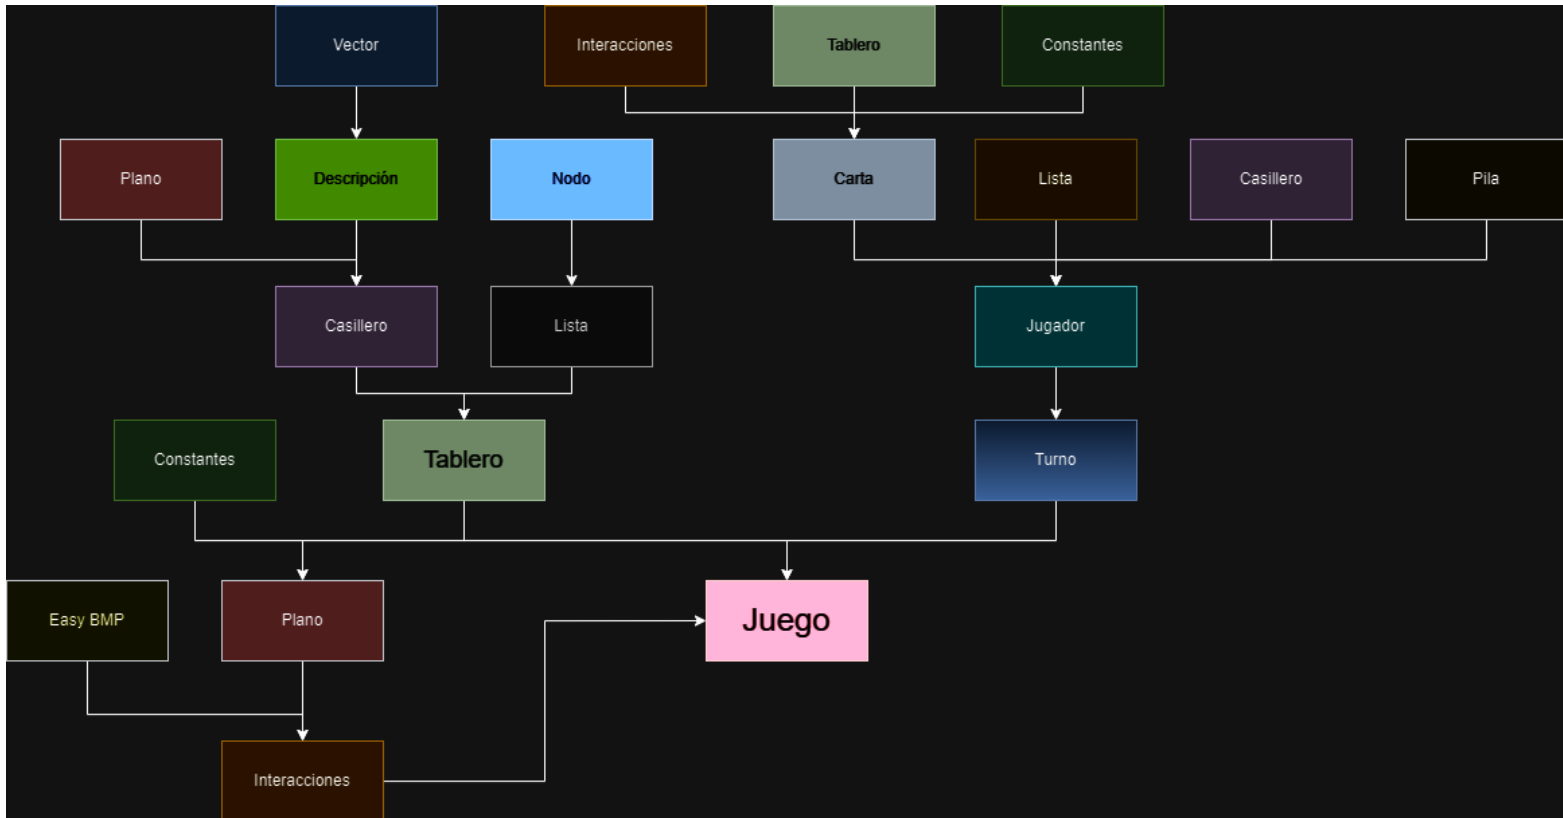 Vector
Interacciones
Tablero
Constantes
Plano
Descripción
Nodo
Carta
Lista
Casillero
Pila
Casillero
Lista
Jugador
Constantes
Tablero
Turno
Easy BMP
Plano
Juego
Interacciones